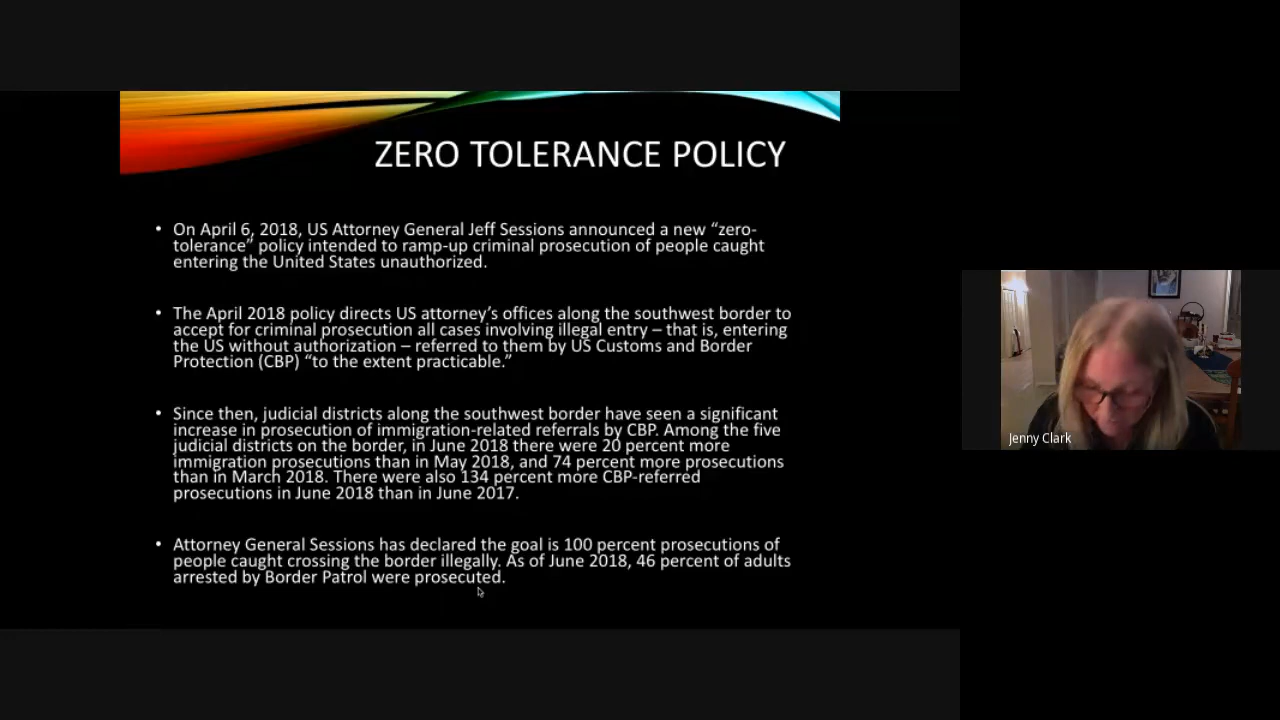 ZERO TOLERANCE POLICY
• On April 6, 2018, US Attorney General Jeff Sessions announced a new “zero-
tolerance” policy intended to ramp-up criminal prosecution of people caught
entering the United States unauthorized.
• The April 2018 policy directs US attorney’s offices along the southwest border to
accept for criminal prosecution all cases involving illegal entry – that is, entering
the US without authorization – referred to them by US Customs and Border
Protection (CBP) “to the extent practicable.”
• Since then, judicial districts along the southwest border have seen a significant
increase in prosecution of immigration-related referrals by CBP. Among the five
judicial districts on the border, in June 2018 there were 20 percent more
immigration prosecutions than in May 2018, and 74 percent more prosecutions
than in March 2018. There were also 134 percent more CBP-referred
prosecutions in June 2018 than in June 2017.
• Attorney General Sessions has declared the goal is 100 percent prosecutions of
people caught crossing the border illegally. As of June 2018, 46 percent of adults
arrested by Border Patrol were prosecuted.
Jenny Clark